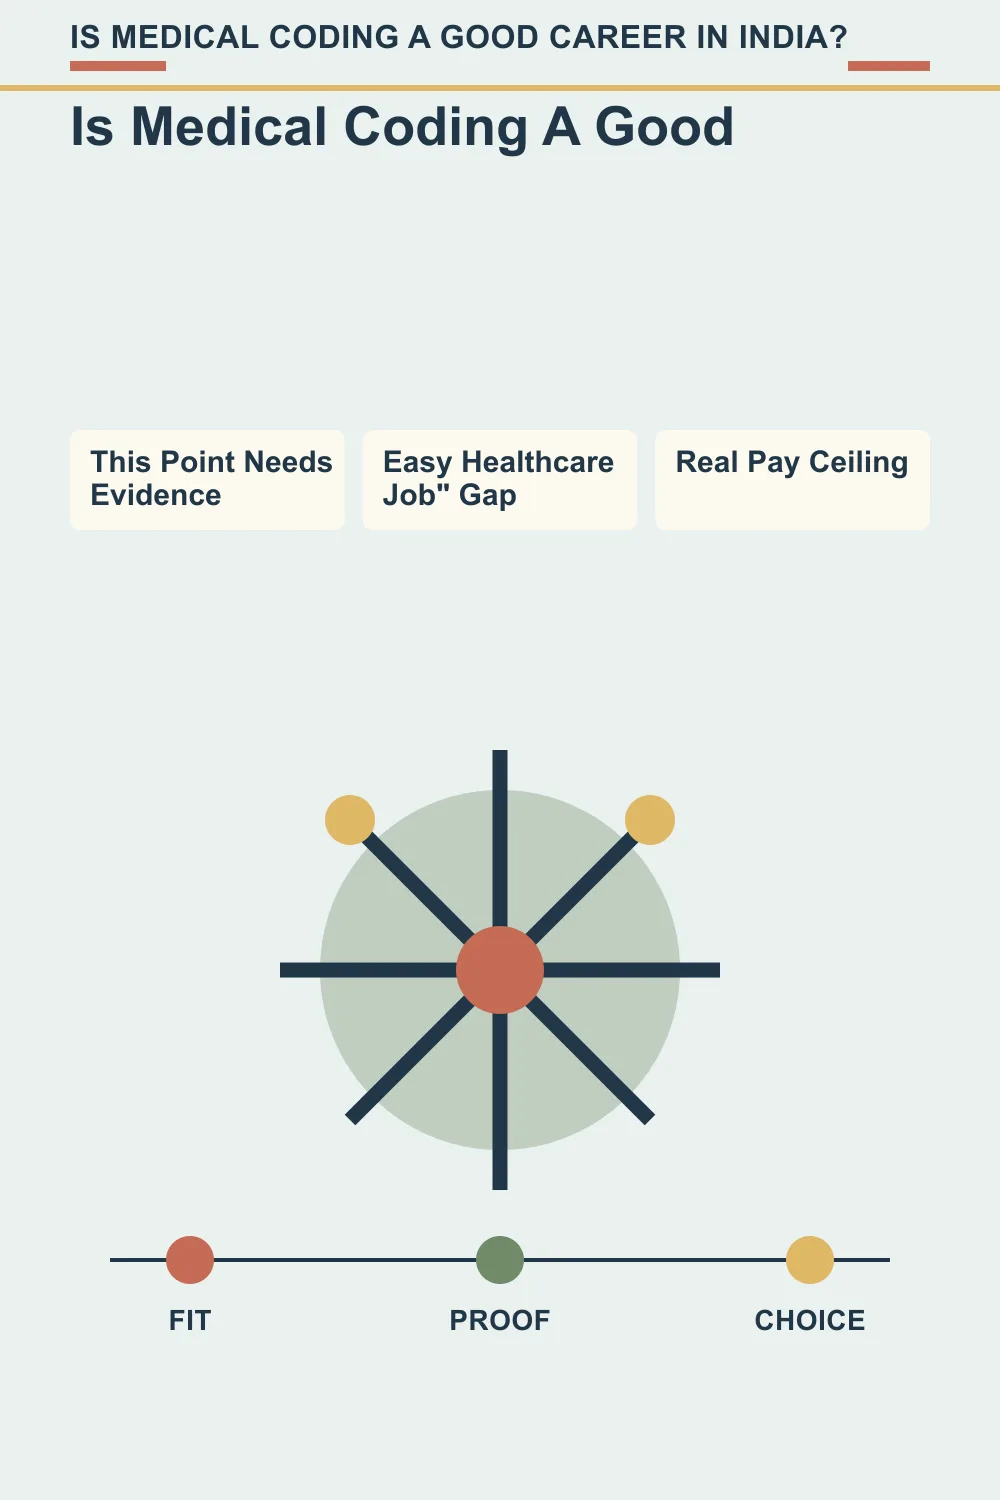 IS MEDICAL CODING A GOOD CAREER IN INDIA?
Is Medical Coding A Good
This Point Needs
Evidence
Easy Healthcare
Job" Gap
Real Pay Ceiling
FIT
PROOF
CHOICE